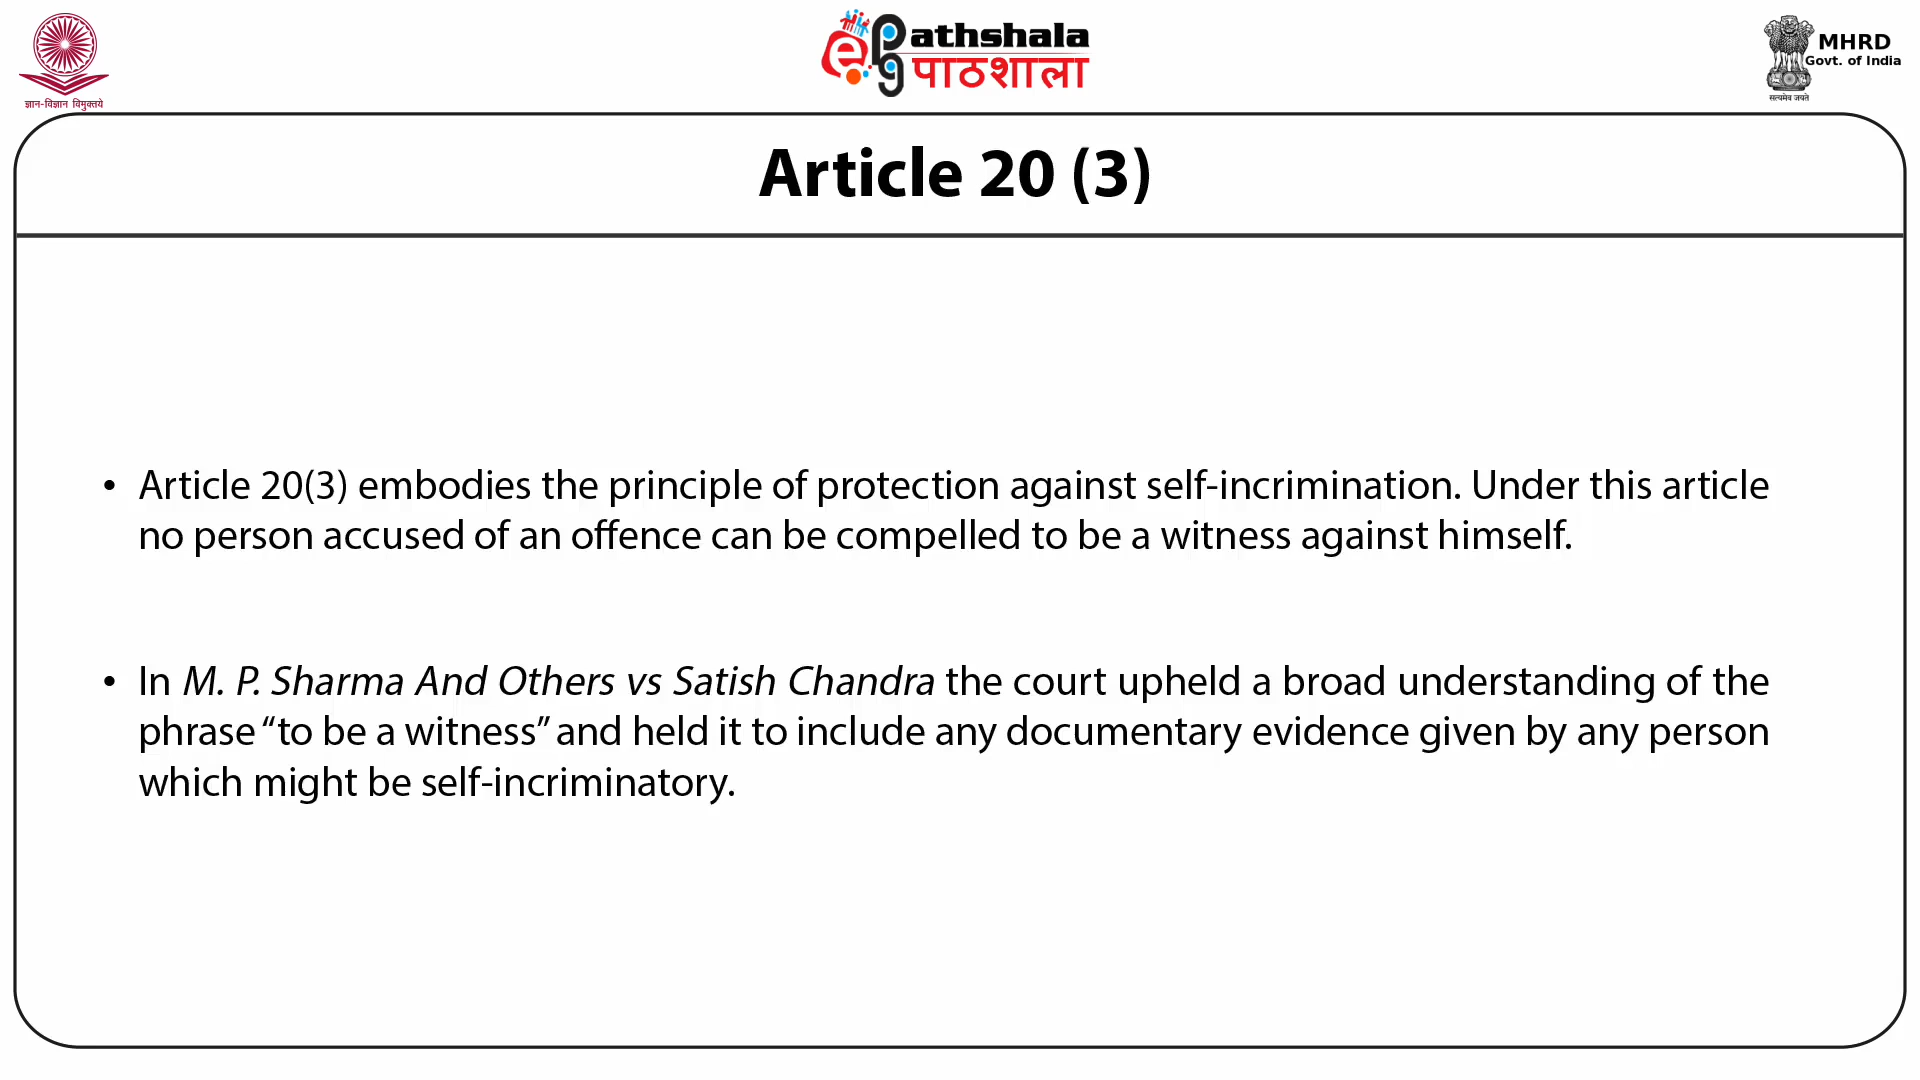 ज्ञान-विज्ञान विमुक्तये
ePathshala
पाठशाला
MHRD
Govt. of India
सत्यमेव जयते
Article 20 (3)
• Article 20(3) embodies the principle of protection against self-incrimination. Under this article
no person accused of an offence can be compelled to be a witness against himself.
• In M. P. Sharma And Others vs Satish Chandra the court upheld a broad understanding of the
phrase “to be a witness” and held it to include any documentary evidence given by any person
which might be self-incriminatory.